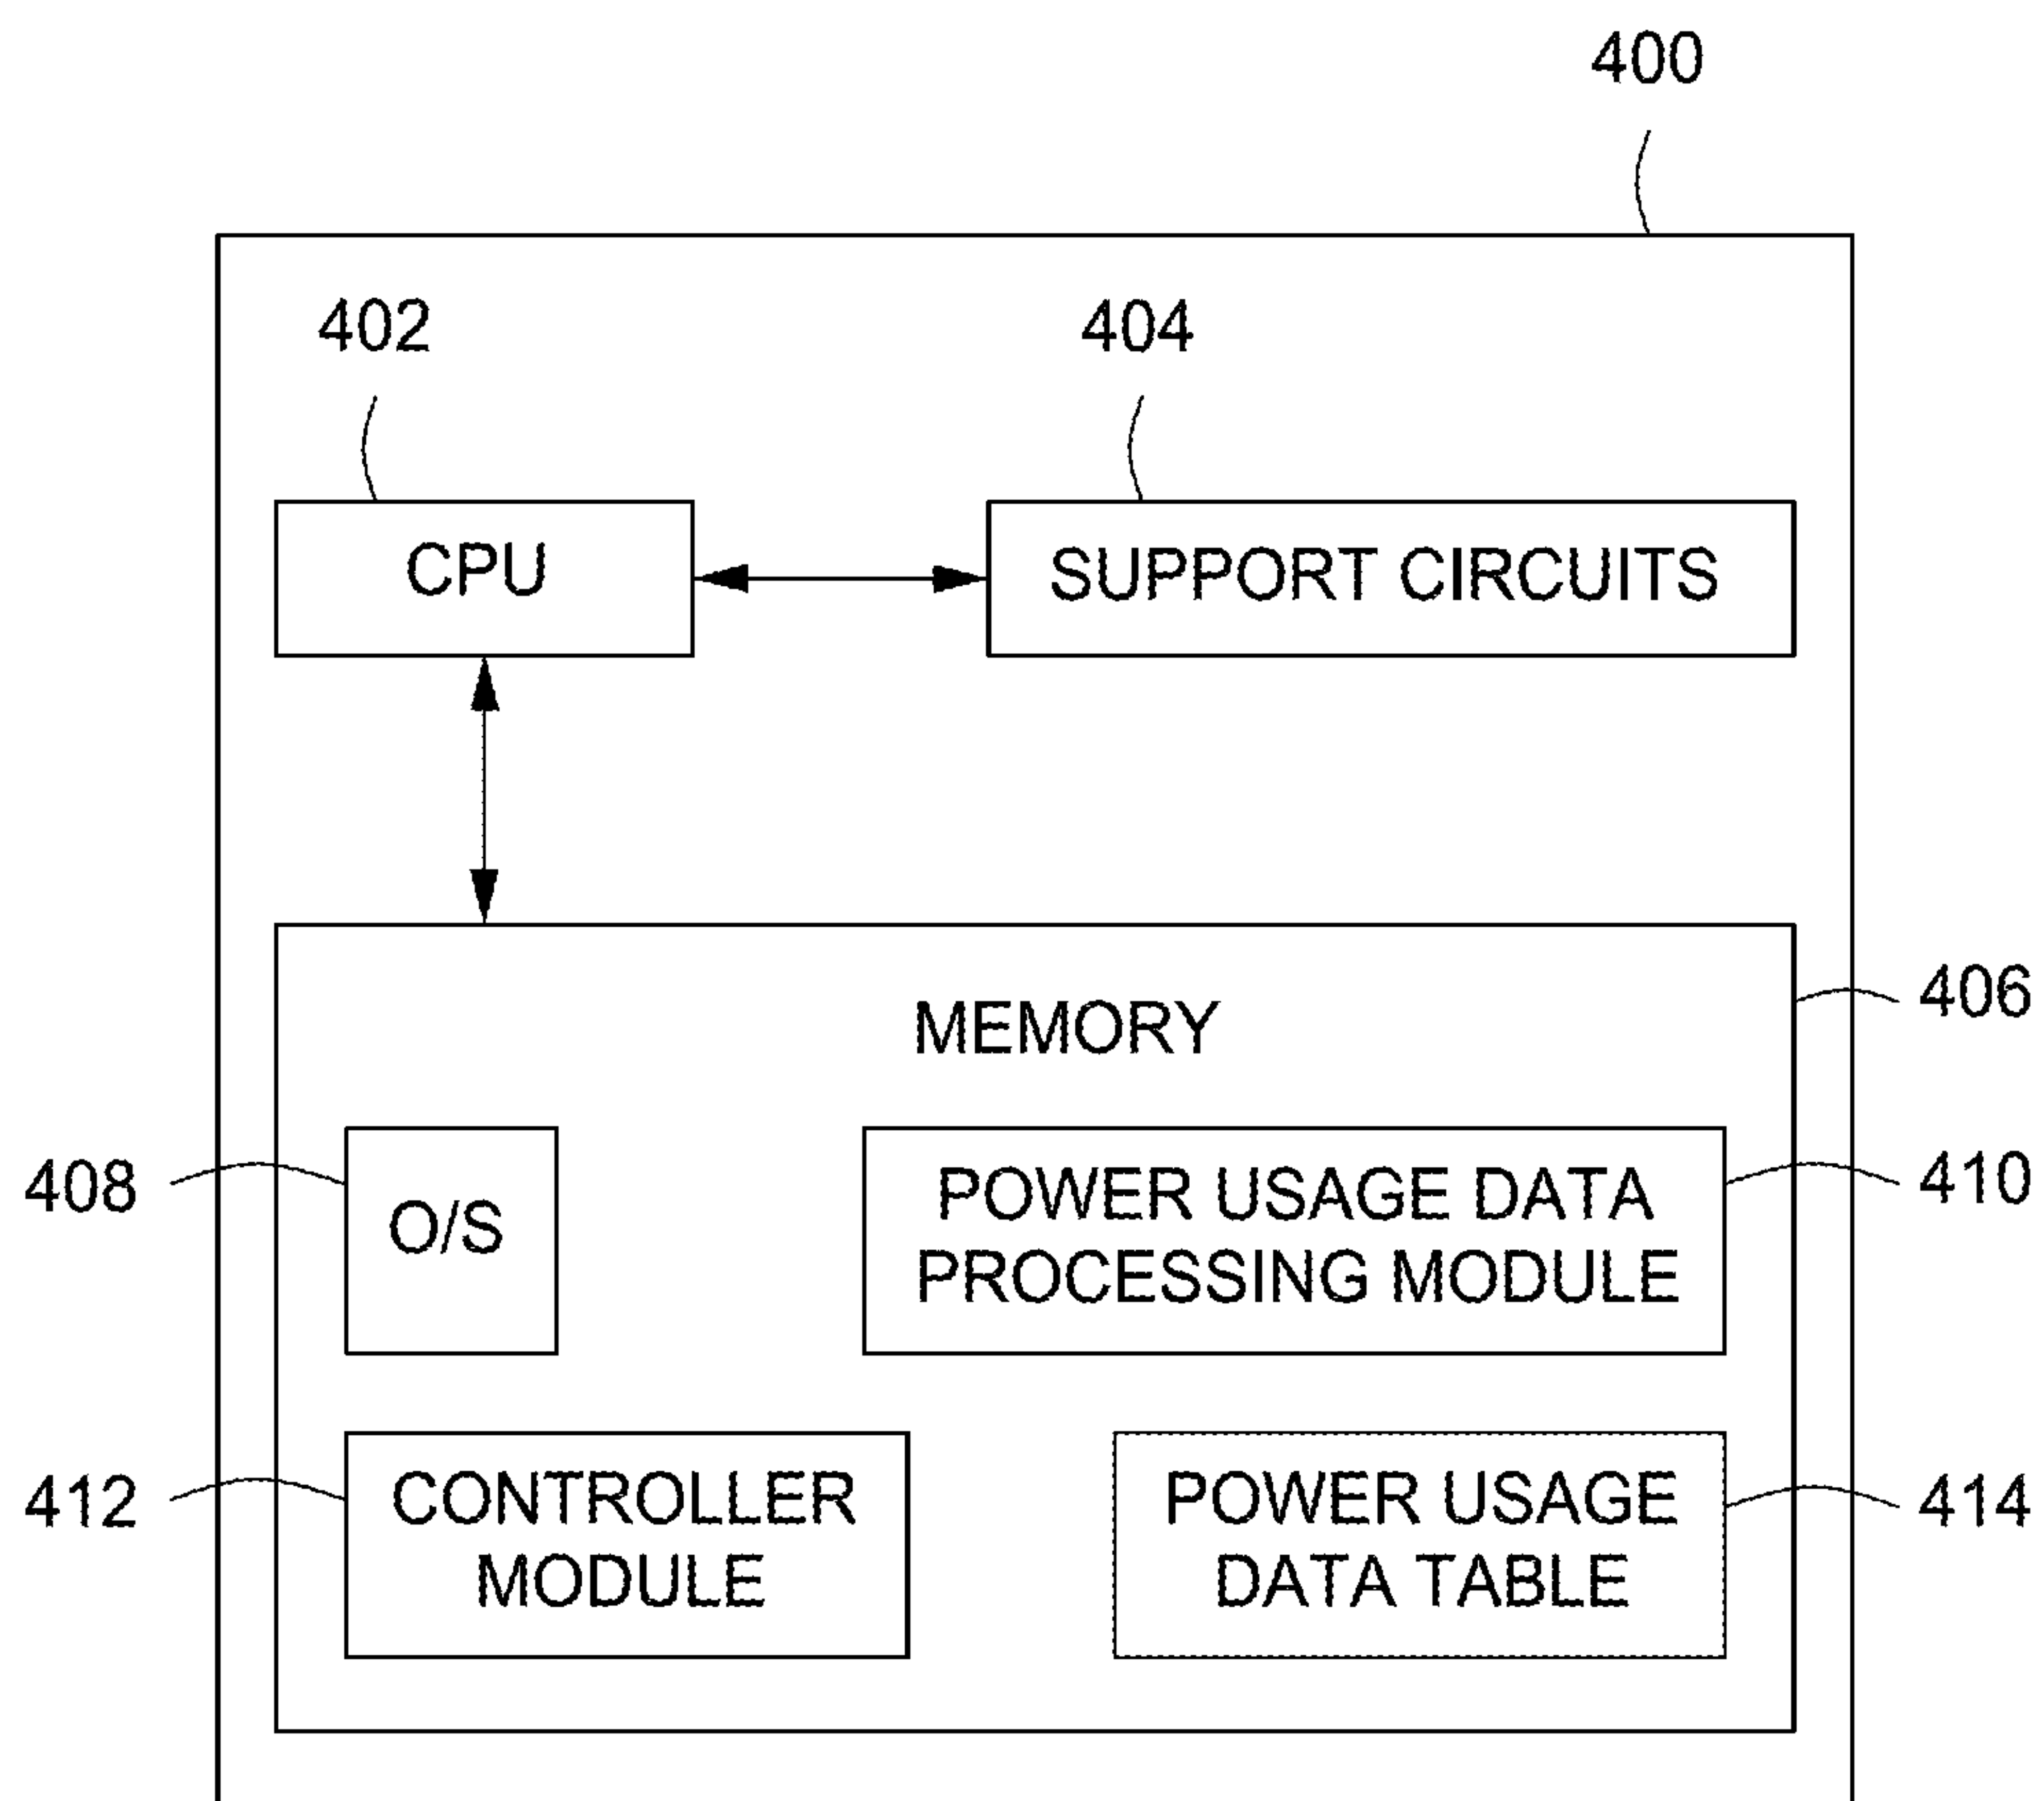 400
402
404
CPU
SUPPORT CIRCUITS
406
MEMORY
408
O/S
POWER USAGE DATA
PROCESSING MODULE
410
412
CONTROLLER
MODULE
POWER USAGE
DATA TABLE
414